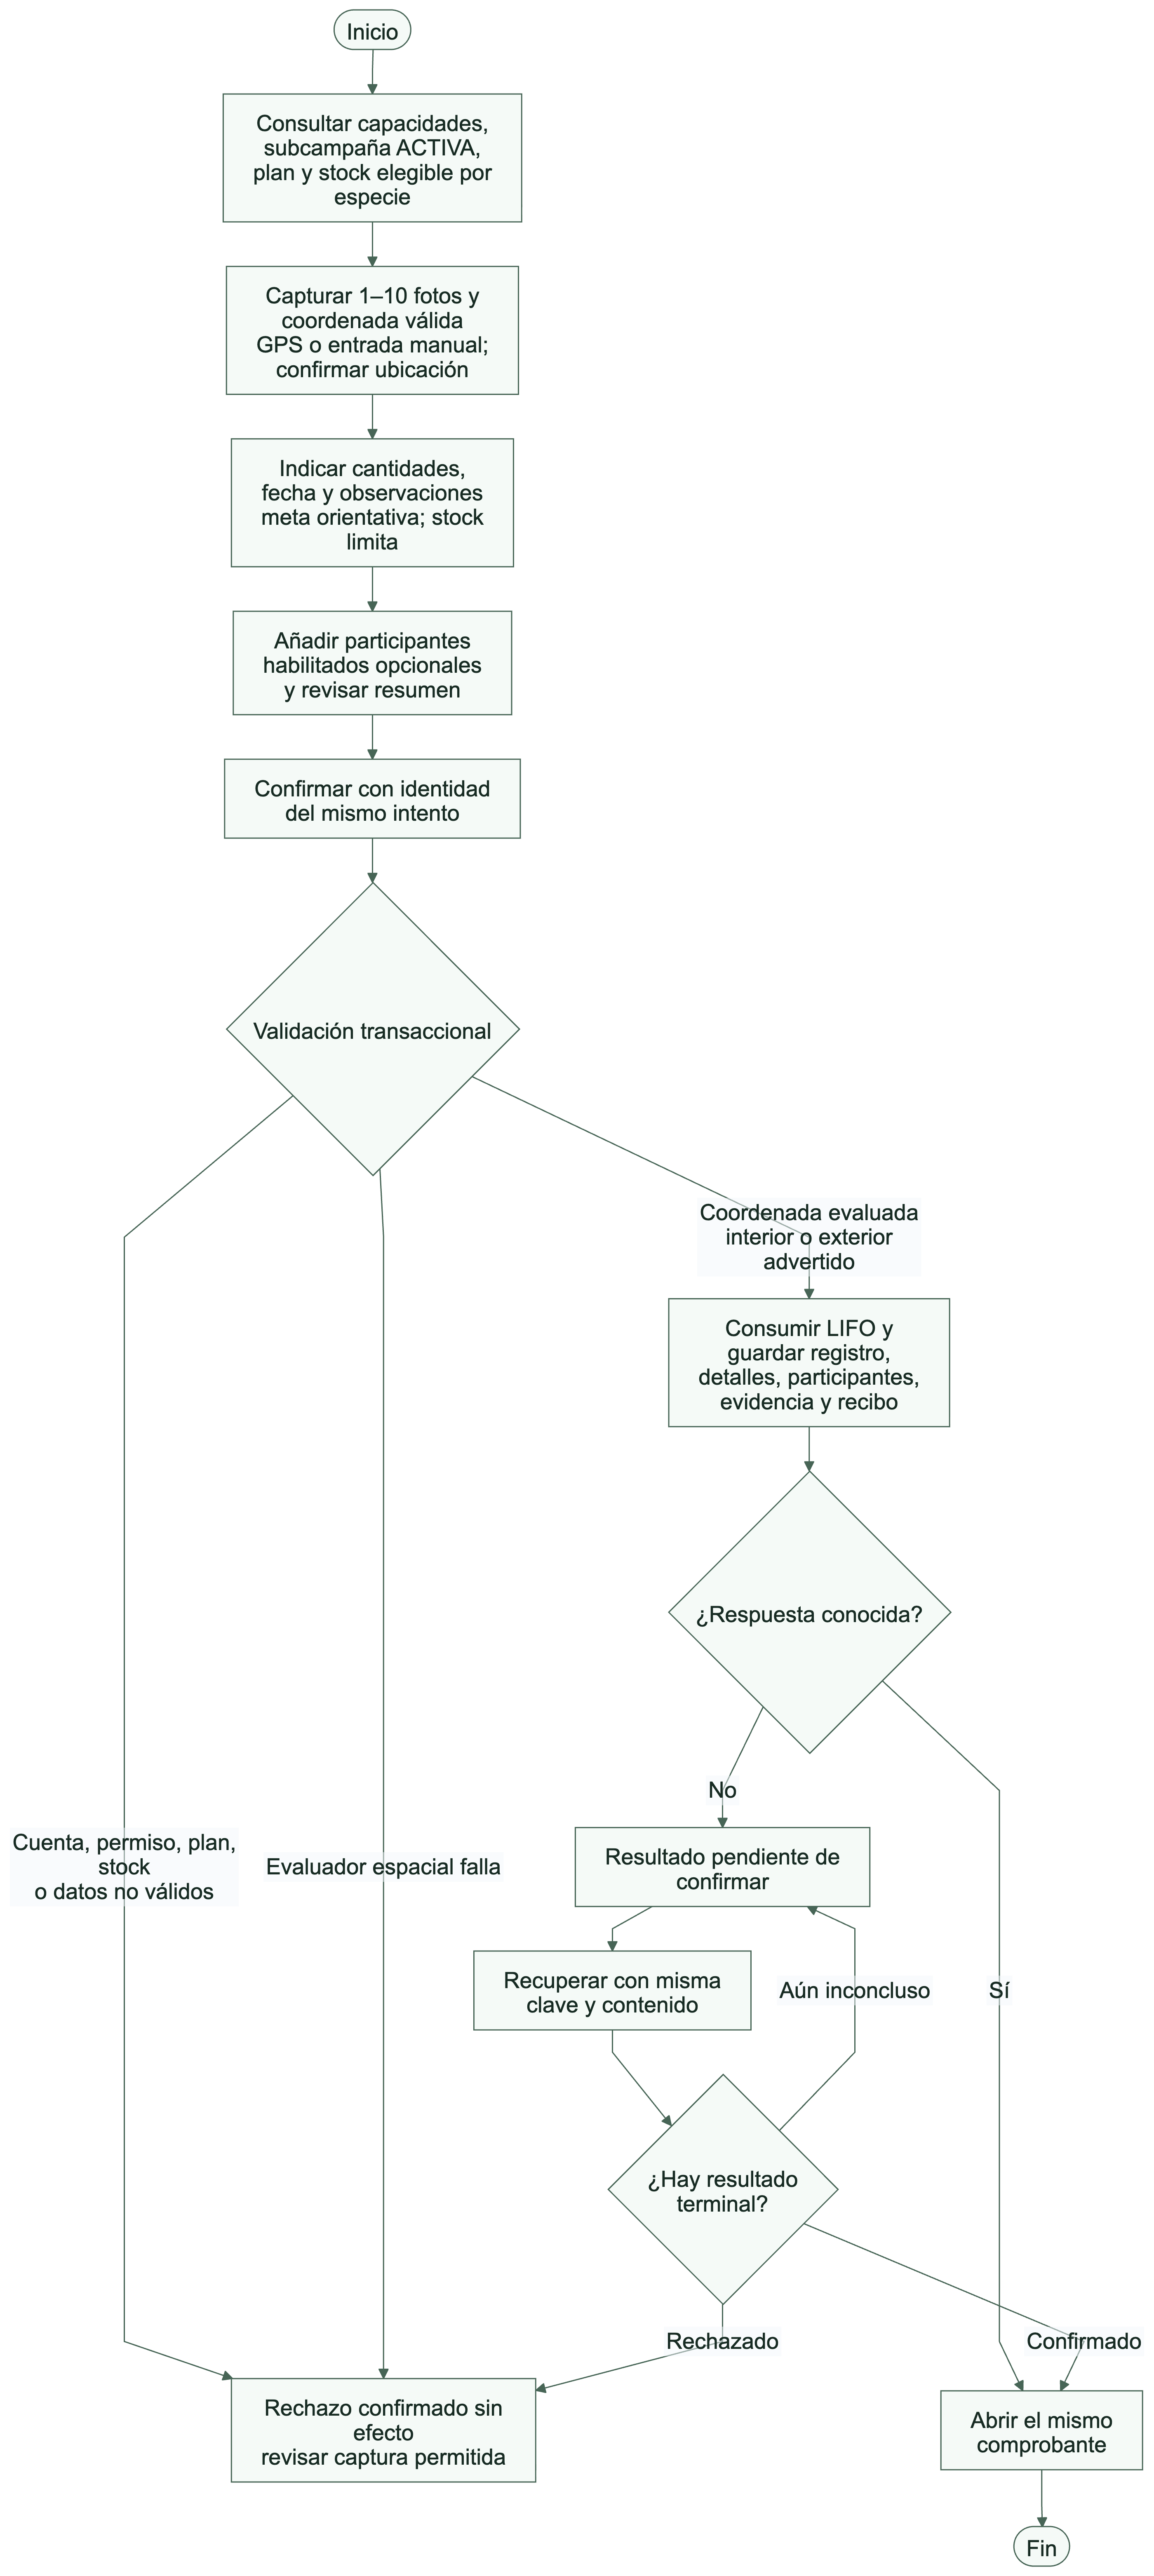 Inicio
Consultar capacidades,
subcampaña ACTIVA,
plan y stock elegible por
especie
Capturar 1–10 fotos y
coordenada válida
GPS o entrada manual;
confirmar ubicación
Indicar cantidades,
fecha y observaciones
meta orientativa; stock
limita
Añadir participantes
habilitados opcionales
y revisar resumen
Confirmar con identidad
del mismo intento
Validación transaccional
Coordenada evaluada
interior o exterior
advertido
Consumir LIFO y
guardar registro,
detalles, participantes,
evidencia y recibo
¿Respuesta conocida?
No
Cuenta, permiso, plan,
stock
o datos no válidos
Evaluador espacial falla
Resultado pendiente de
confirmar
Recuperar con misma
clave y contenido
Aún inconcluso
Sí
¿Hay resultado
terminal?
Rechazado
Confirmado
Rechazo confirmado sin
efecto
revisar captura permitida
Abrir el mismo
comprobante
Fin